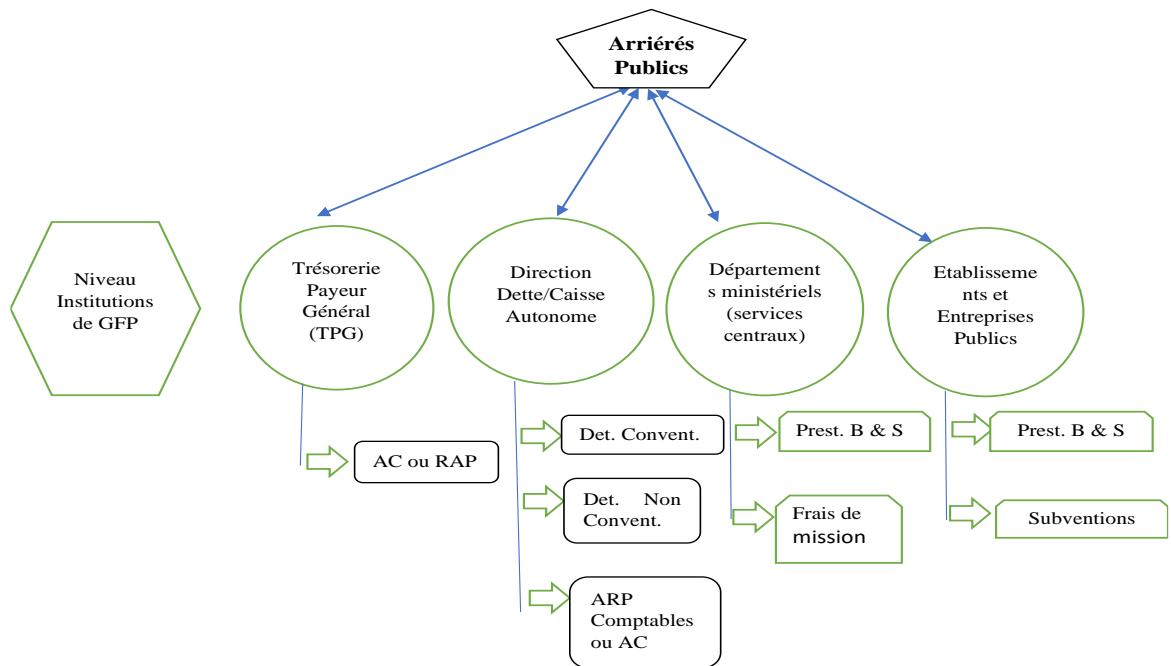 Arriérés
Publics
Niveau
Institutions
de GFP
Trésorerie
Payeur
Général
(TPG)
Direction
Dette/Caisse
Autonome
Département
s ministériels
(services
centraux)
Etablisseme
nts et
Entreprises
Publics
AC ou RAP
Det. Convent.
Det. Non
Convent.
ARP
Comptables
ou AC
Prest. B & S
Frais de
mission
Prest. B & S
Subventions